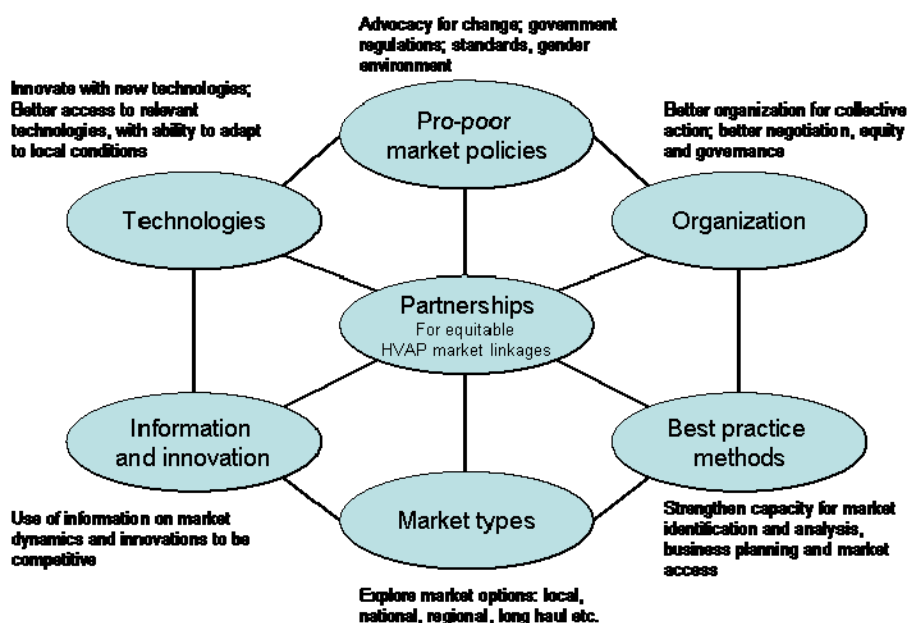 Advocacy for change; government
regulations; standards, gender
environment
Innovate with new technologies;
Better access to relevant
technologies, with ability to adapt
to local conditions
Pro-poor
market policies
Better organization for collective
action; better negotiation, equity
and governance
Technologies
Organization
Partnerships
For equitable
HVAP market linkages
Information
and innovation
Best practice
methods
Market types
Use of information on market
dynamics and innovations to be
competitive
Strengthen capacity for market
identification and analysis,
business planning and market
access
Explore market options: local,
national, regional, long haul etc.